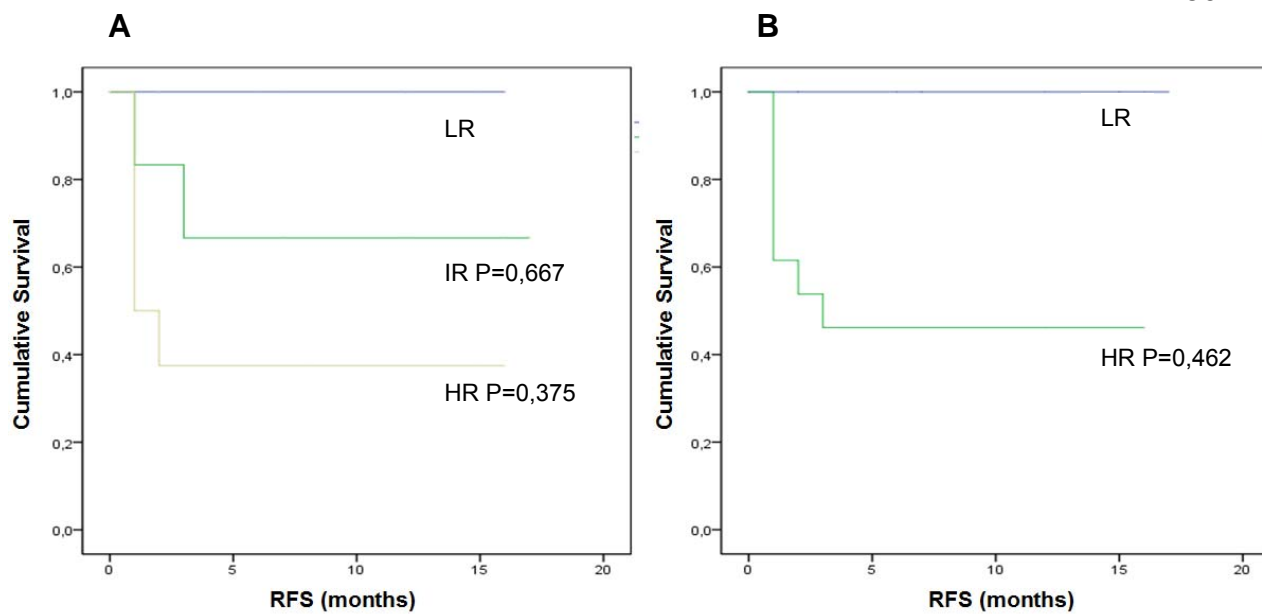 A
1,0
0,8
0,6
0,4
0,2
0,0
Cumulative Survival
LR
IR P=0,667
HR P=0,375
0 5 10 15 20
RFS (months)
B
1,0
0,8
0,6
0,4
0,2
0,0
Cumulative Survival
LR
HR P=0,462
0 5 10 15 20
RFS (months)